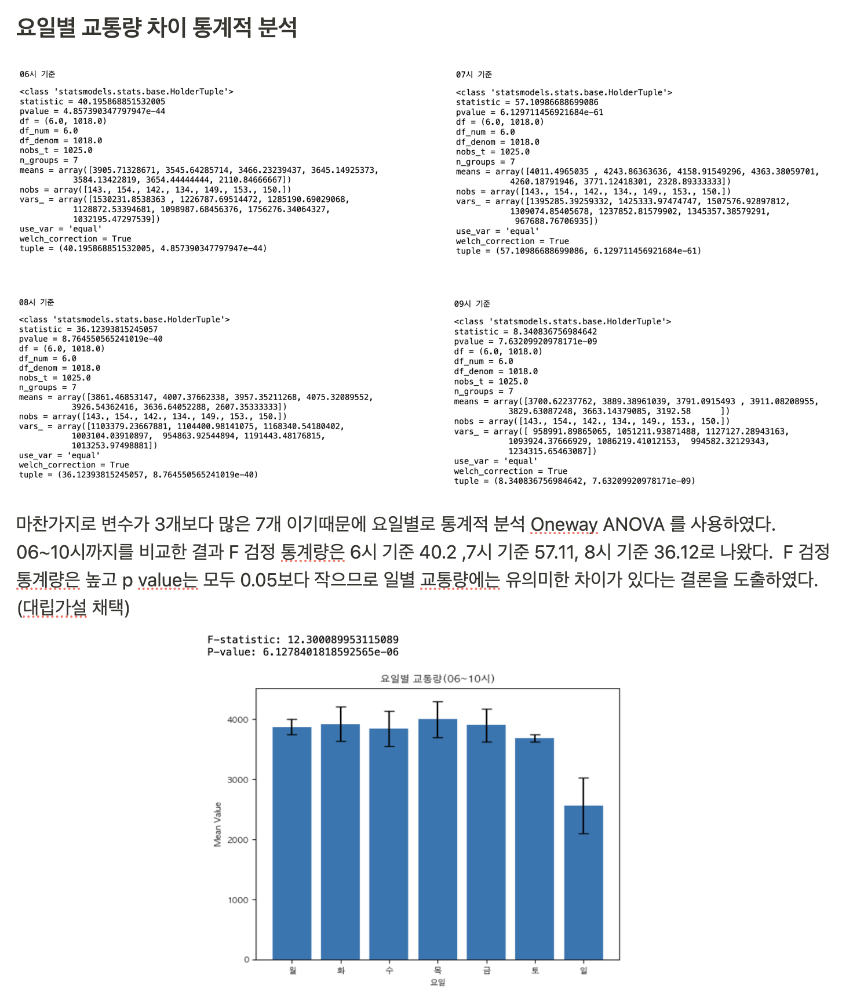 요일별 교통량 차이 통계적 분석
06시 기준
<class 'statsmodels.stats.base.HolderTuple'>
statistic = 40.195868851532005
pvalue = 4.857390347797947e-44
df = (6.0, 1018.0)
df_num = 6.0
df_denom = 1018.0
nobs_t = 1025.0
n_groups = 7
means = array([3905.71328671, 3545.64285714, 3466.23239437, 3645.14925373,
3584.13422819, 3654.44444444, 2110.84666667])
nobs = array([143., 154., 142., 134., 149., 153., 150.])
vars_ = array([1530231.8538363 , 1226787.69514472, 1285190.69029068,
1128872.53394681, 1098987.68456376, 1756276.34064327,
1032195.47297539])
use_var = 'equal'
welch_correction = True
tuple = (40.195868851532005, 4.857390347797947e-44)
07시 기준
<class 'statsmodels.stats.base.HolderTuple'>
statistic = 57.10986688699086
pvalue = 6.129711456921684e-61
df = (6.0, 1018.0)
df_num = 6.0
df_denom = 1018.0
nobs_t = 1025.0
n_groups = 7
means = array([4011.4965035 , 4243.86363636, 4158.91549296, 4363.38059701,
4260.18791946, 3771.12418301, 2328.89333333])
nobs = array([143., 154., 142., 134., 149., 153., 150.])
vars_ = array([1395285.39259332, 1425333.97474747, 1507576.92897812,
1309074.85405678, 1237852.81579902, 1345357.38579291,
967688.76706935])
use_var = 'equal'
welch_correction = True
tuple = (57.10986688699086, 6.129711456921684e-61)
08시 기준
<class 'statsmodels.stats.base.HolderTuple'>
statistic = 36.12393815245057
pvalue = 8.764550565241019e-40
df = (6.0, 1018.0)
df_num = 6.0
df_denom = 1018.0
nobs_t = 1025.0
n_groups = 7
means = array([3861.46853147, 4007.37662338, 3957.35211268, 4075.32089552,
3926.54362416, 3636.64052288, 2607.35333333])
nobs = array([143., 154., 142., 134., 149., 153., 150.])
vars_ = array([1103379.23667881, 1104400.98141075, 1168340.54180402,
1003104.03910897,  954863.92544894, 1191443.48176815,
1013253.97498881])
use_var = 'equal'
welch_correction = True
tuple = (36.12393815245057, 8.764550565241019e-40)
09시 기준
<class 'statsmodels.stats.base.HolderTuple'>
statistic = 8.340836756984642
pvalue = 7.63209920978171e-09
df = (6.0, 1018.0)
df_num = 6.0
df_denom = 1018.0
nobs_t = 1025.0
n_groups = 7
means = array([3700.62237762, 3889.38961039, 3791.0915493 , 3911.08208955,
3829.63087248, 3663.14379085, 3192.58      ])
nobs = array([143., 154., 142., 134., 149., 153., 150.])
vars_ = array([ 958991.89865065, 1051211.93871488, 1127127.28943163,
1093924.37666929, 1086219.41012153,  994582.32129343,
1234315.65463087])
use_var = 'equal'
welch_correction = True
tuple = (8.340836756984642, 7.63209920978171e-09)
마찬가지로 변수가 3개보다 많은 7개 이기때문에 요일별로 통계적 분석 Oneway ANOVA 를 사용하였다.
06~10시까지를 비교한 결과 F 검정 통계량은 6시 기준 40.2 ,7시 기준 57.11, 8시 기준 36.12로 나왔다.  F 검정
통계량은 높고 p value는 모두 0.05보다 작으므로 일별 교통량에는 유의미한 차이가 있다는 결론을 도출하였다.
(대립가설 채택)
F-statistic: 12.300089953115089
P-value: 6.1278401818592565e-06
요일별 교통량(06~10시)
4000
3000
2000
1000
0
Mean Value
월 화 수 목 금 토 일
요일